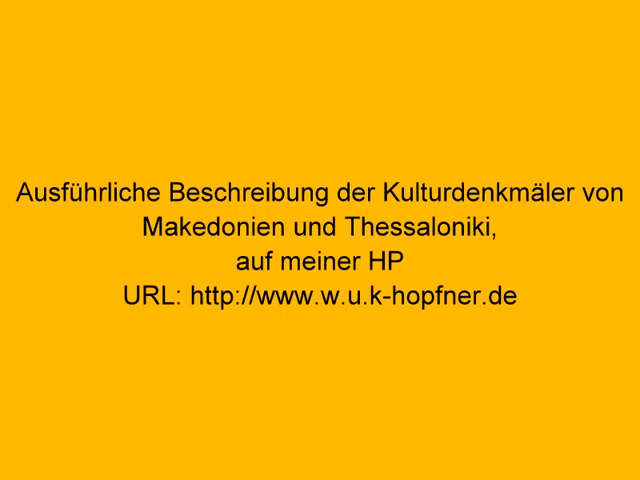 Ausführliche Beschreibung der Kulturdenkmäler von
Makedonien und Thessaloniki,
auf meiner HP
URL: http://www.w.u.k-hopfner.de